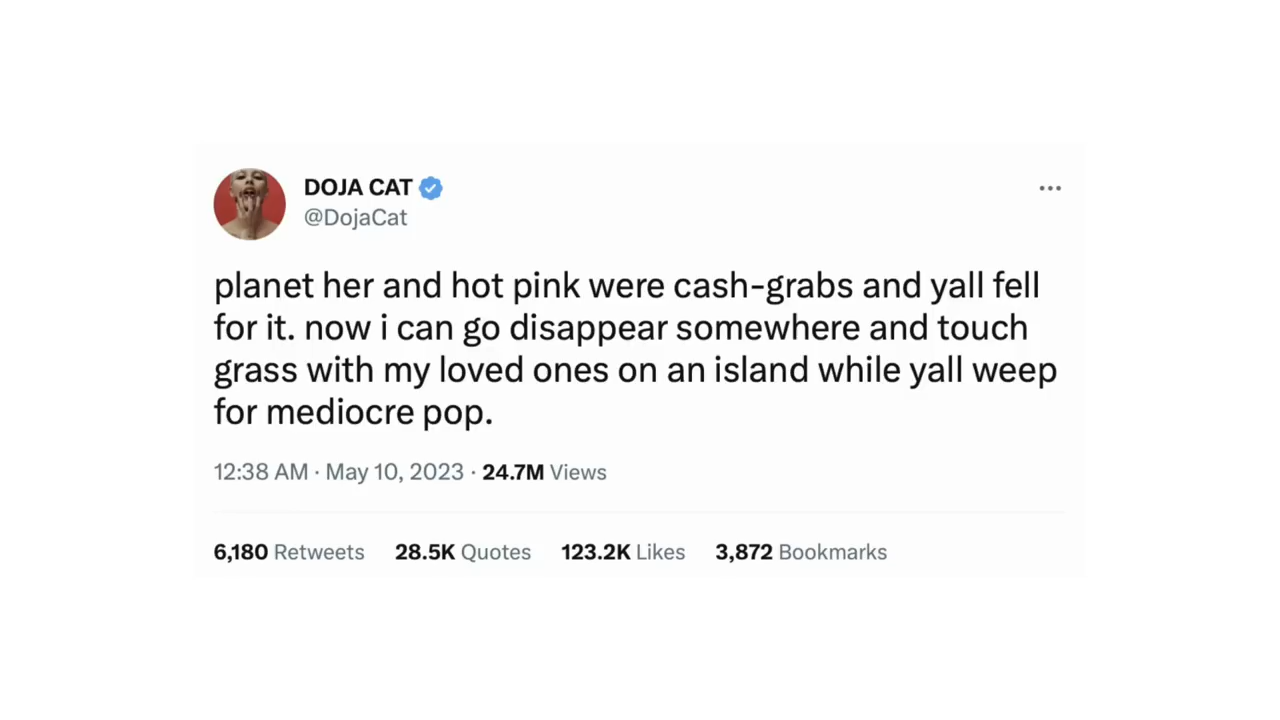 DOJA CAT
@DojaCat
planet her and hot pink were cash-grabs and yall fell
for it. now i can go disappear somewhere and touch
grass with my loved ones on an island while yall weep
for mediocre pop.
12:38 AM · May 10, 2023 · 24.7M Views
6,180 Retweets 28.5K Quotes 123.2K Likes 3,872 Bookmarks